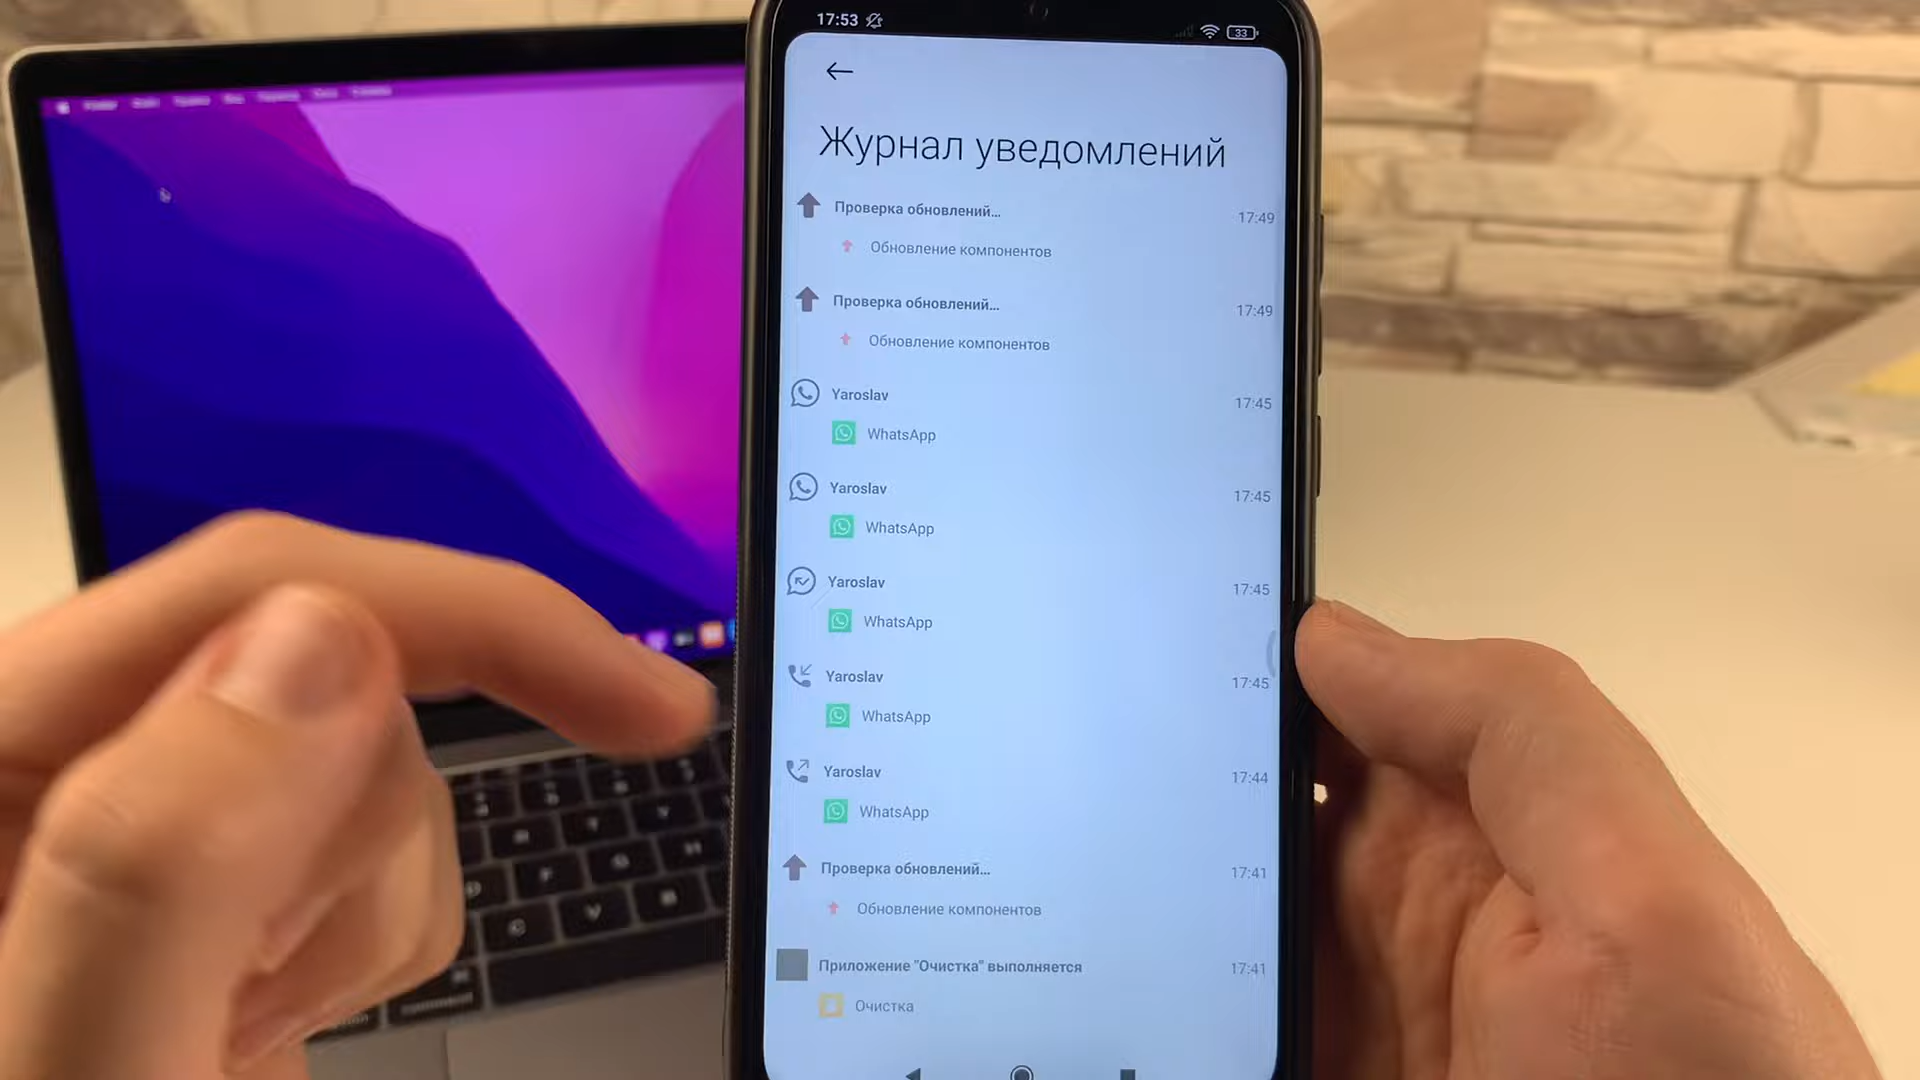 17:53
33
Журнал уведомлений
Проверка обновлений...
17:49
Обновление компонентов
Проверка обновлений...
17:49
Обновление компонентов
Yaroslav
17:45
WhatsApp
Yaroslav
17:45
WhatsApp
Yaroslav
17:45
WhatsApp
Yaroslav
17:45
WhatsApp
Yaroslav
17:44
WhatsApp
Проверка обновлений...
17:41
Обновление компонентов
Приложение "Очистка" выполняется
17:41
Очистка